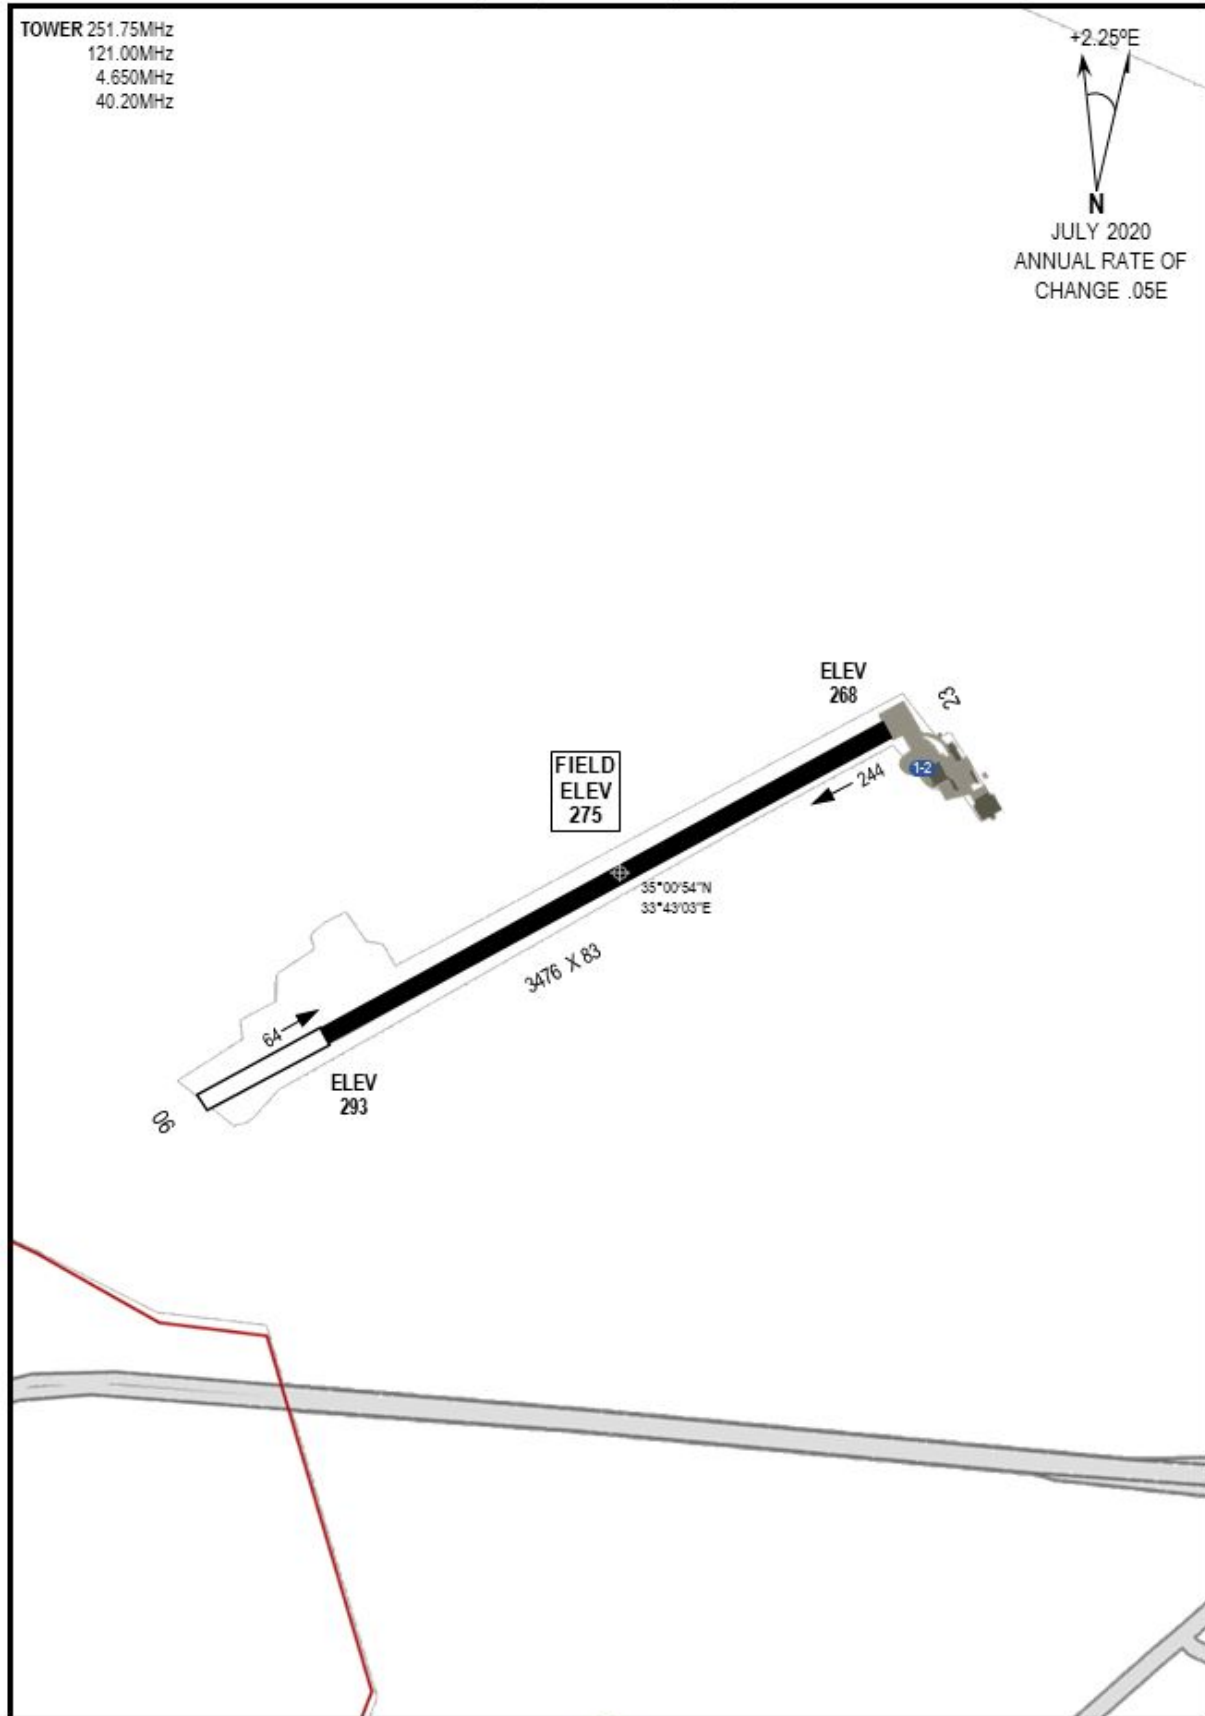 TOWER 251.75MHz
121.00MHz
4.650MHz
40.20MHz
+2.25ºE
N
JULY 2020
ANNUAL RATE OF
CHANGE .05E
ELEV
268
23
FIELD
ELEV
275
1-2
244
35°00'54"N
33°43'03"E
3476 X 83
64
ELEV
293
06